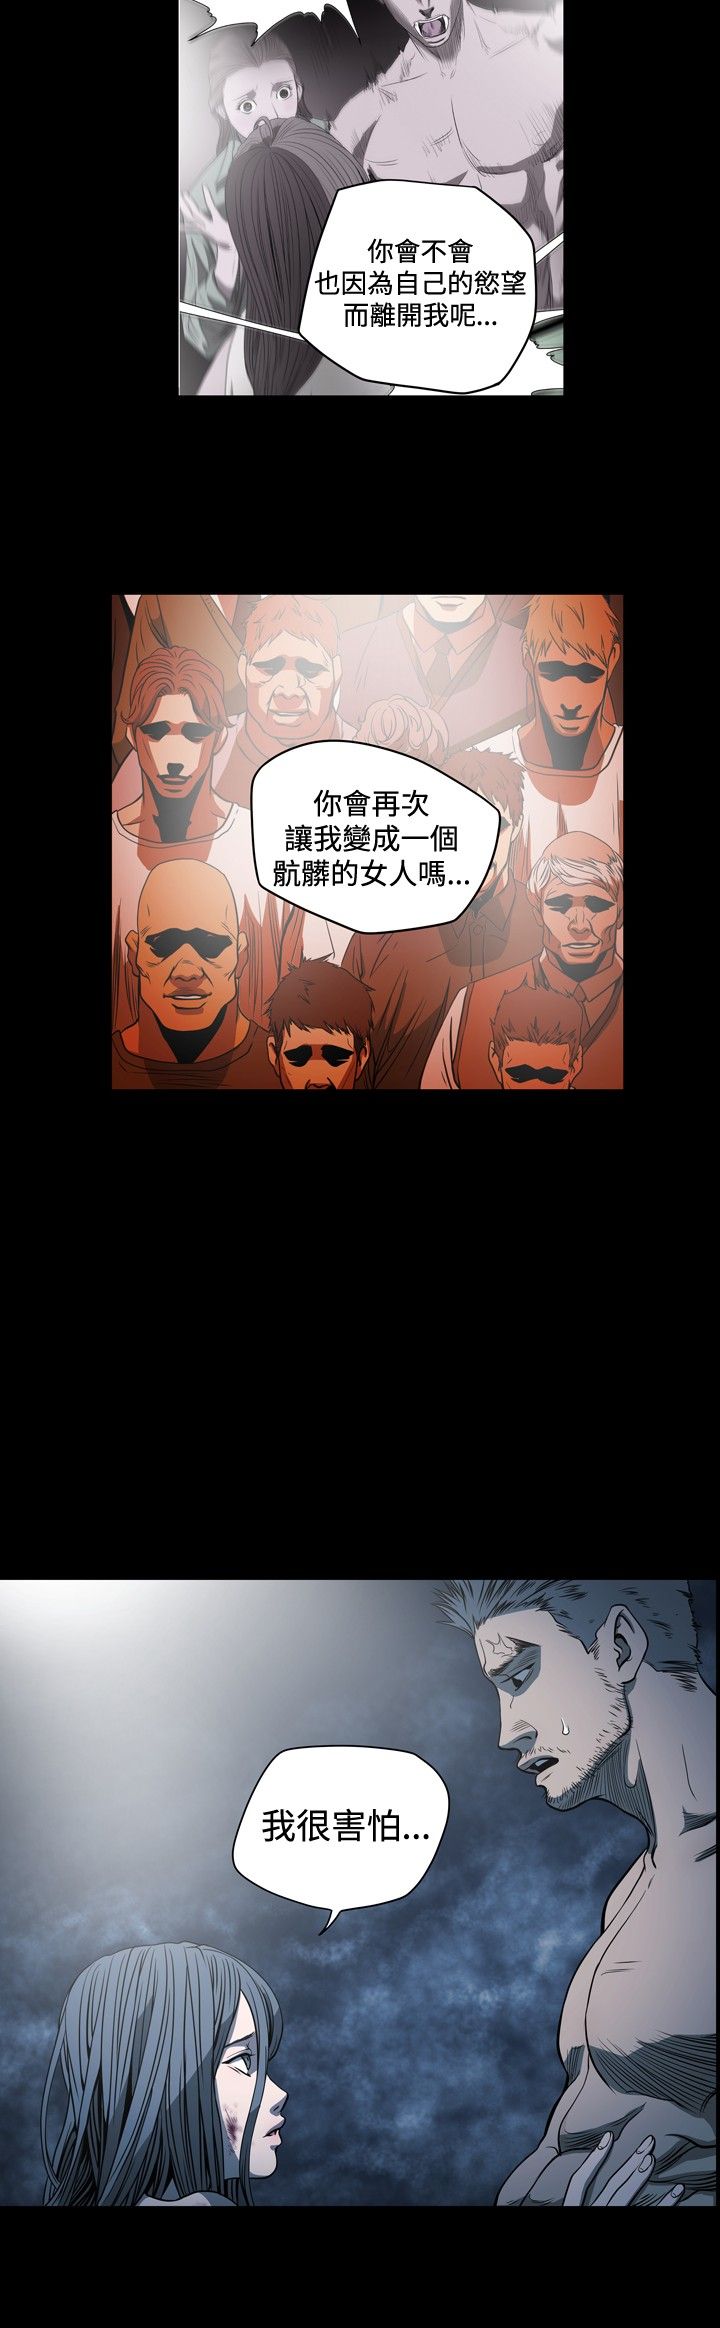 你會不會
也因為自己的慾望
而離開我呢...
你會再次
讓我變成一個
骯髒的女人嗎...
我很害怕...